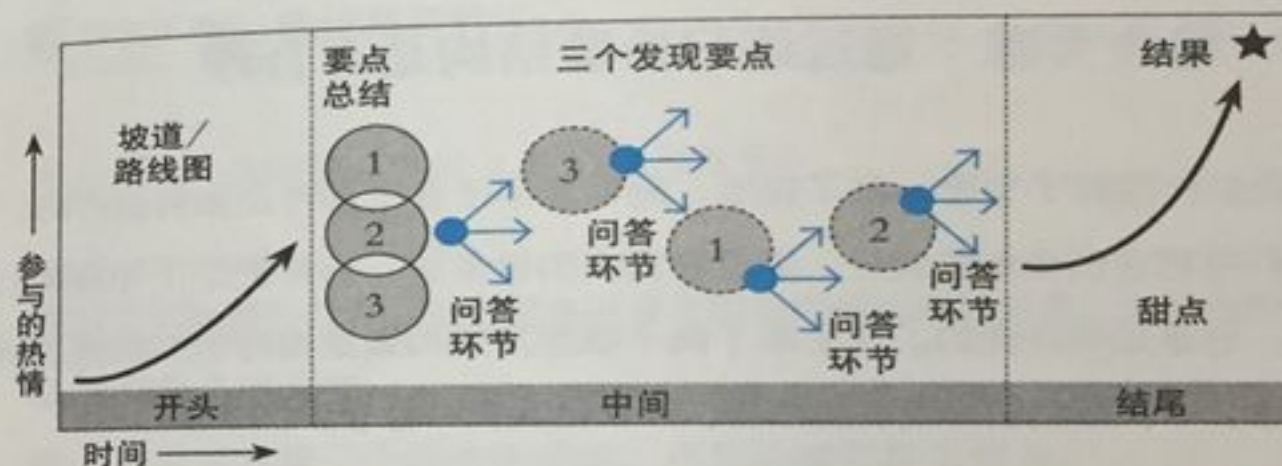 参与的热情
坡道/
路线图
开头
时间
要点
总结
1
2
3
问答
环节
三个发现要点
3
问答
环节
1
问答
环节
2
问答
环节
中间
结果
甜点
结尾